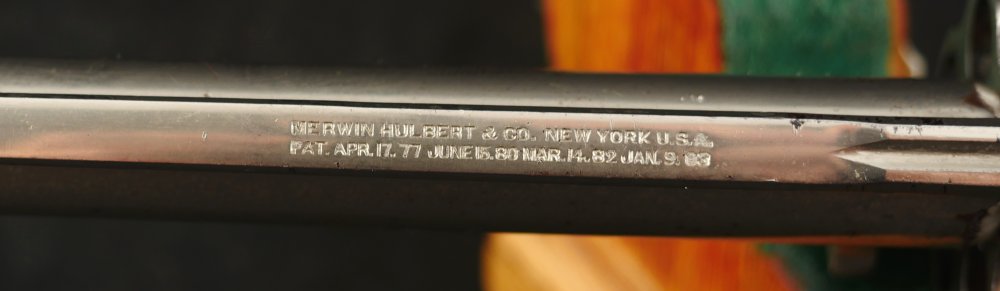 MERWIN HULBERT & CO. NEW YORK U.S.A.
PAT. APR. 17. 77 JUNE 15. 80 MAR. 14. 82 JAN. 9. 83